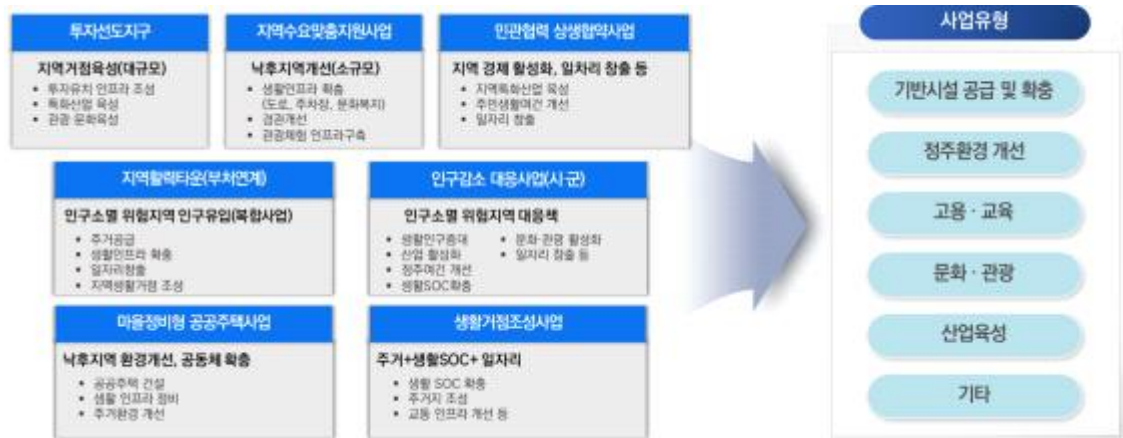 투자선도지구
지역거점육성(대규모)
• 투자유치 인프라 조성
• 특화산업 육성
• 관광 문화육성
지역수요맞춤지원사업
낙후지역개선(소규모)
• 생활인프라 확충
(도로, 주차장, 문화복지)
• 경관개선
• 관광체험 인프라구축
민관협력 상생협약사업
지역 경제 활성화, 일자리 창출 등
• 지역특화산업 육성
• 주민생활여건 개선
• 일자리 창출
지역활력타운(부처연계)
인구소멸 위험지역 인구유입(복합사업)
• 주거공급
• 생활인프라 확충
• 일자리창출
• 지역생활거점 조성
인구감소 대응사업(시·군)
인구소멸 위험지역 대응책
• 생활인구증대
• 산업 활성화
• 정주여건 개선
• 생활SOC확충
• 문화·관광 활성화
• 일자리 창출 등
마을정비형 공공주택사업
낙후지역 환경개선, 공동체 확충
• 공공주택 건설
• 생활 인프라 정비
• 주거환경 개선
생활거점조성사업
주거+생활SOC+ 일자리
• 생활 SOC 확충
• 주거지 조성
• 교통 인프라 개선 등
사업유형
기반시설 공급 및 확충
정주환경 개선
고용 · 교육
문화 · 관광
산업육성
기타